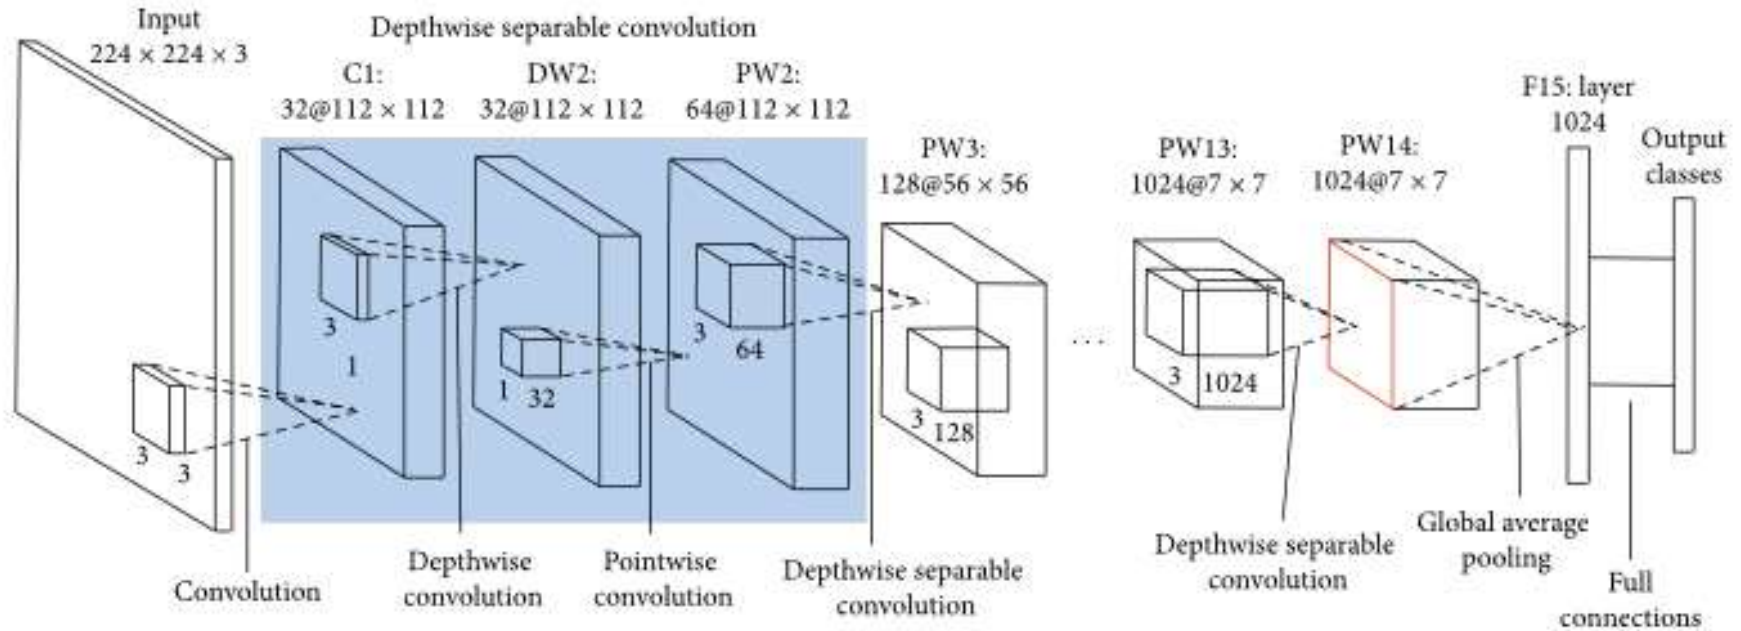 Input
224 × 224 × 3
Depthwise separable convolution
C1:
32@112 × 112
DW2:
32@112 × 112
PW2:
64@112 × 112
PW3:
128@56 × 56
PW13:
1024@7 × 7
PW14:
1024@7 × 7
F15: layer
1024
Output
classes
3
3
3
1
1
32
3
64
3
128
...
3
1024
Convolution
Depthwise
convolution
Pointwise
convolution
Depthwise separable
convolution
Depthwise separable
convolution
Global average
pooling
Full
connections